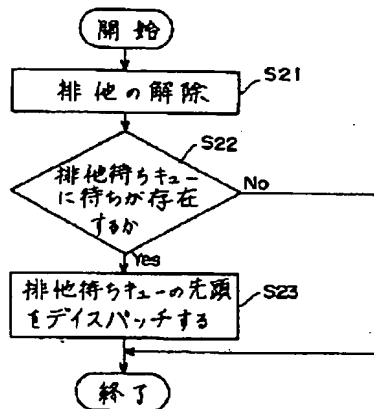 開始
排他の解除
S21
S22
排他待ちキュー
に待ちが存在
するか
No
Yes
排他待ちキューの先頭
をデイスパッチする
S23
終了